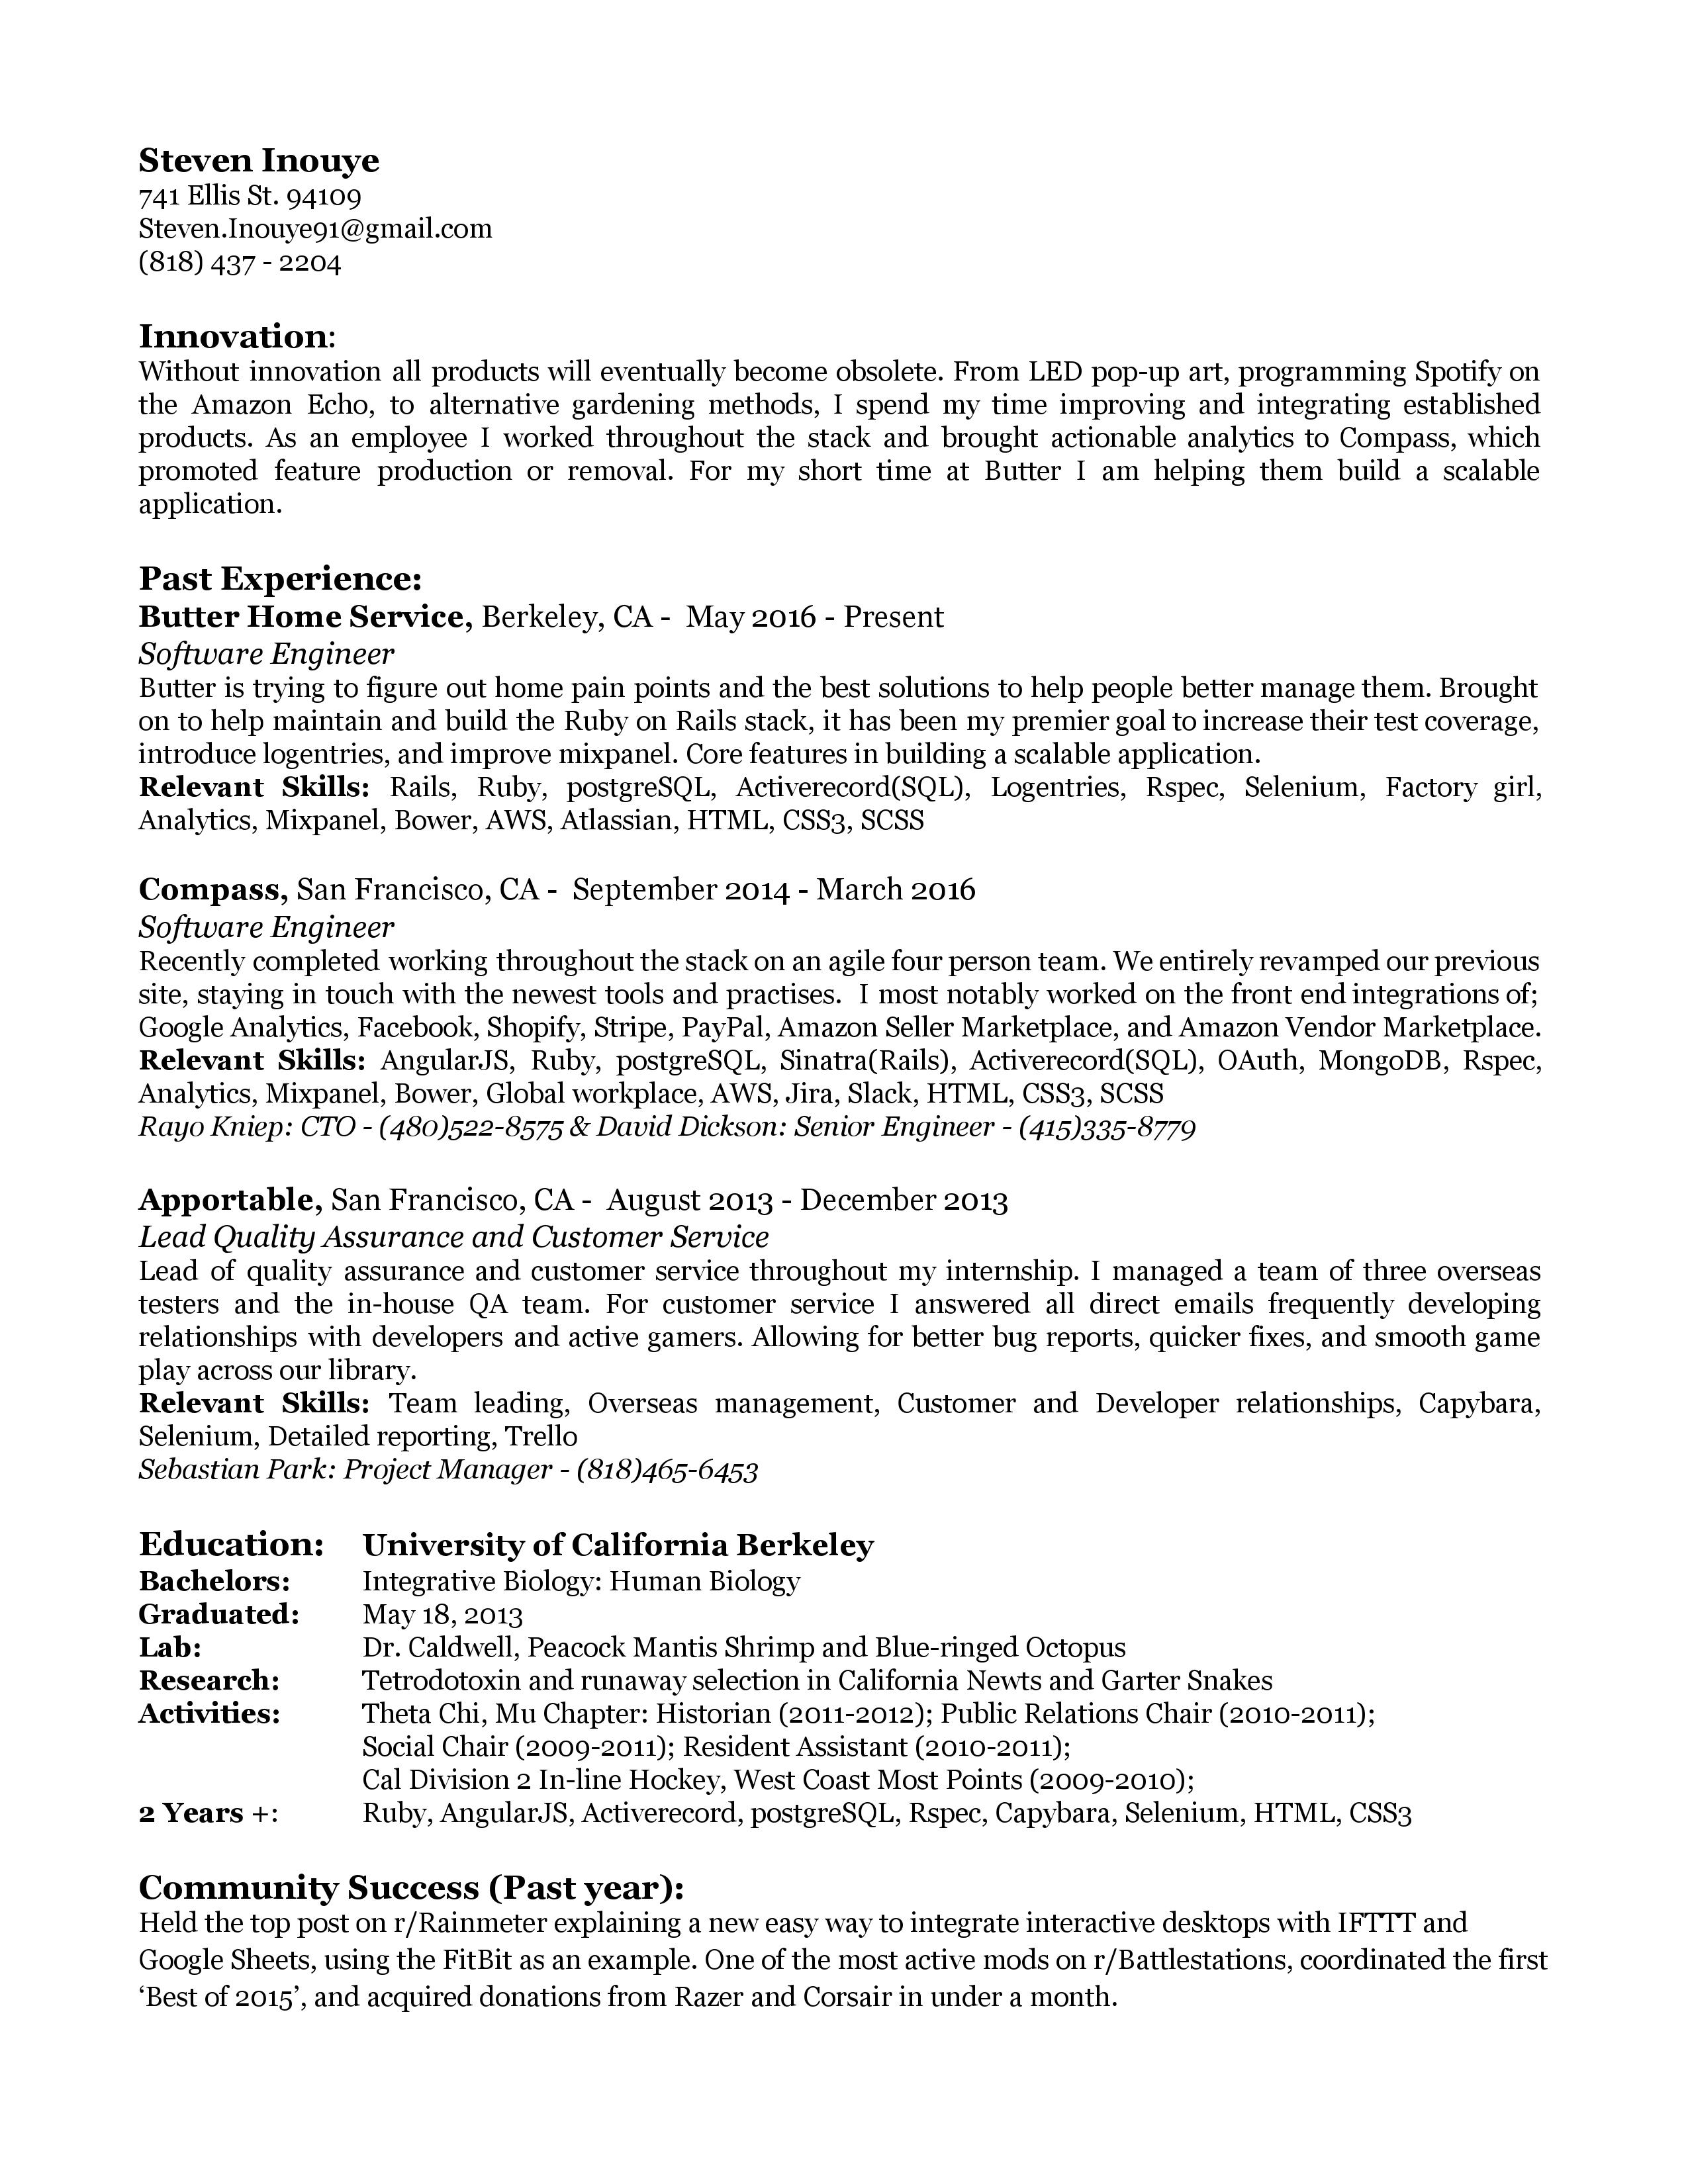 Steven Inouye
741 Ellis St. 94109
Steven.Inouye91@gmail.com
(818) 437 - 2204
Innovation:
Without innovation all products will eventually become obsolete. From LED pop-up art, programming Spotify on
the Amazon Echo, to alternative gardening methods, I spend my time improving and integrating established
products. As an employee I worked throughout the stack and brought actionable analytics to Compass, which
promoted feature production or removal. For my short time at Butter I am helping them build a scalable
application.
Past Experience:
Butter Home Service, Berkeley, CA - May 2016 - Present
Software Engineer
Butter is trying to figure out home pain points and the best solutions to help people better manage them. Brought
on to help maintain and build the Ruby on Rails stack, it has been my premier goal to increase their test coverage,
introduce logentries, and improve mixpanel. Core features in building a scalable application.
Relevant Skills: Rails, Ruby, postgreSQL, Activerecord(SQL), Logentries, Rspec, Selenium, Factory girl,
Analytics, Mixpanel, Bower, AWS, Atlassian, HTML, CSS3, SCSS
Compass, San Francisco, CA - September 2014 - March 2016
Software Engineer
Recently completed working throughout the stack on an agile four person team. We entirely revamped our previous
site, staying in touch with the newest tools and practises. I most notably worked on the front end integrations of;
Google Analytics, Facebook, Shopify, Stripe, PayPal, Amazon Seller Marketplace, and Amazon Vendor Marketplace.
Relevant Skills: AngularJS, Ruby, postgreSQL, Sinatra(Rails), Activerecord(SQL), OAuth, MongoDB, Rspec,
Analytics, Mixpanel, Bower, Global workplace, AWS, Jira, Slack, HTML, CSS3, SCSS
Rayo Kniep: CTO - (480)522-8575 & David Dickson: Senior Engineer - (415)335-8779
Apportable, San Francisco, CA - August 2013 - December 2013
Lead Quality Assurance and Customer Service
Lead of quality assurance and customer service throughout my internship. I managed a team of three overseas
testers and the in-house QA team. For customer service I answered all direct emails frequently developing
relationships with developers and active gamers. Allowing for better bug reports, quicker fixes, and smooth game
play across our library.
Relevant Skills: Team leading, Overseas management, Customer and Developer relationships, Capybara,
Selenium, Detailed reporting, Trello
Sebastian Park: Project Manager - (818)465-6453
Education: University of California Berkeley
Bachelors: Integrative Biology: Human Biology
Graduated: May 18, 2013
Lab: Dr. Caldwell, Peacock Mantis Shrimp and Blue-ringed Octopus
Research: Tetrodotoxin and runaway selection in California Newts and Garter Snakes
Activities: Theta Chi, Mu Chapter: Historian (2011-2012); Public Relations Chair (2010-2011);
Social Chair (2009-2011); Resident Assistant (2010-2011);
Cal Division 2 In-line Hockey, West Coast Most Points (2009-2010);
2 Years +: Ruby, AngularJS, Activerecord, postgreSQL, Rspec, Capybara, Selenium, HTML, CSS3
Community Success (Past year):
Held the top post on r/Rainmeter explaining a new easy way to integrate interactive desktops with IFTTT and
Google Sheets, using the FitBit as an example. One of the most active mods on r/Battlestations, coordinated the first
‘Best of 2015’, and acquired donations from Razer and Corsair in under a month.